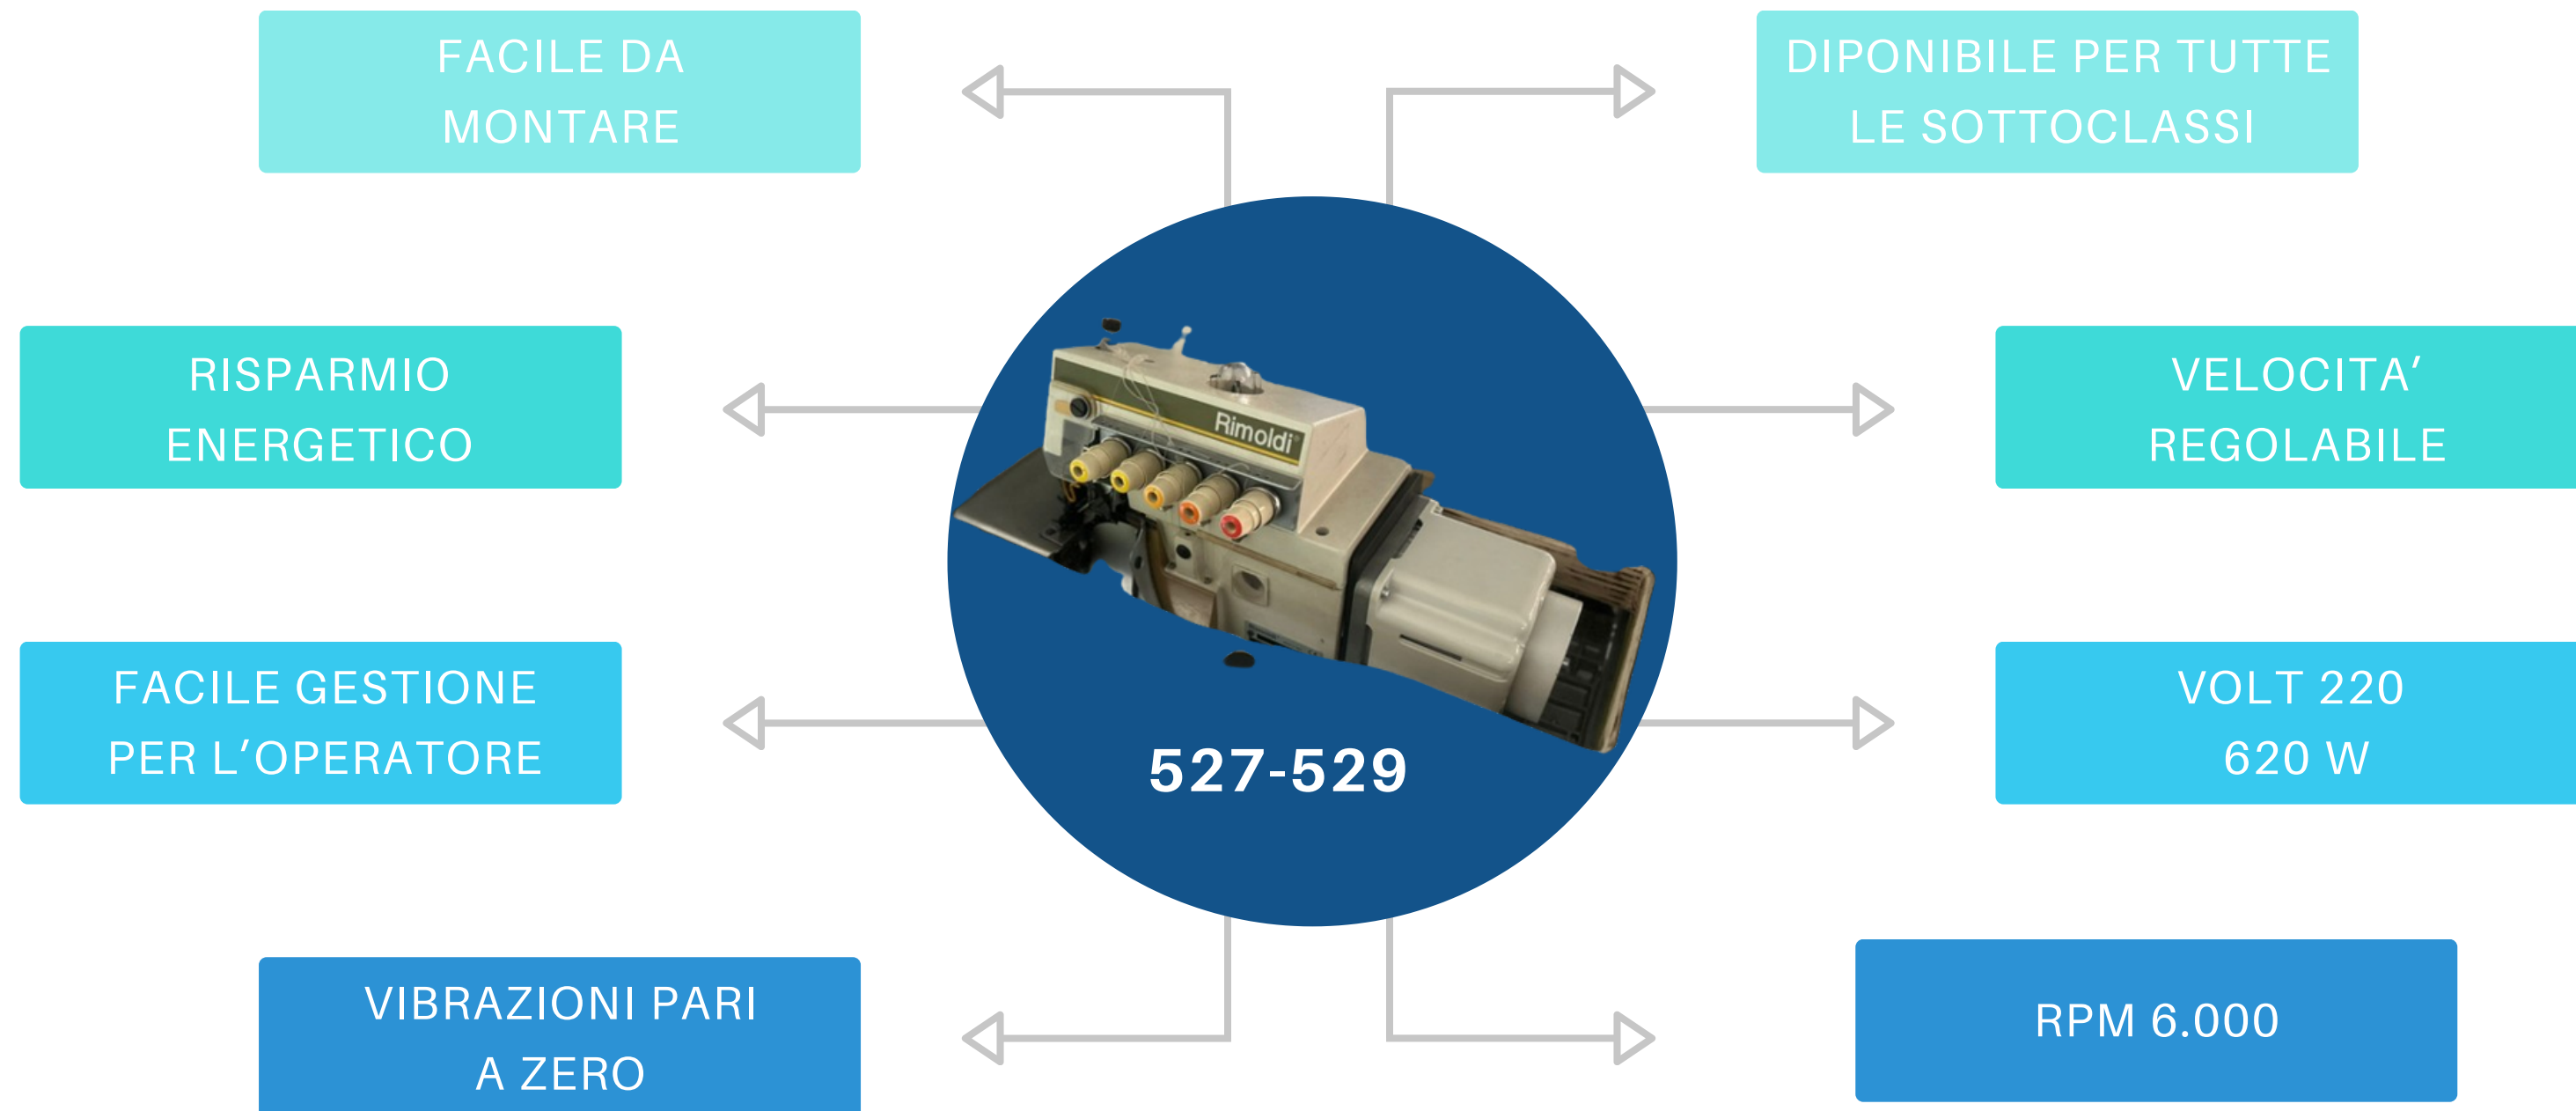 FACILE DA
MONTARE
DIPONIBILE PER TUTTE
LE SOTTOCLASSI
RISPARMIO
ENERGETICO
VELOCITA'
REGOLABILE
Rimoldi
FACILE GESTIONE
PER L'OPERATORE
VOLT 220
620 W
527-529
VIBRAZIONI PARI
A ZERO
RPM 6.000